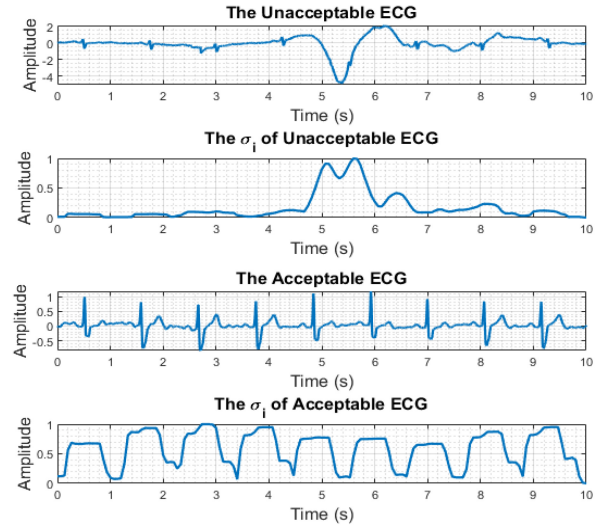 The Unacceptable ECG
Amplitude
2
0
-2
-4
0 1 2 3 4 5 6 7 8 9 10
Time (s)
The σi of Unacceptable ECG
Amplitude
1
0.5
0
0 1 2 3 4 5 6 7 8 9 10
Time (s)
The Acceptable ECG
Amplitude
1
0.5
0
-0.5
0 1 2 3 4 5 6 7 8 9 10
Time (s)
The σi of Acceptable ECG
Amplitude
1
0.5
0
0 1 2 3 4 5 6 7 8 9 10
Time (s)